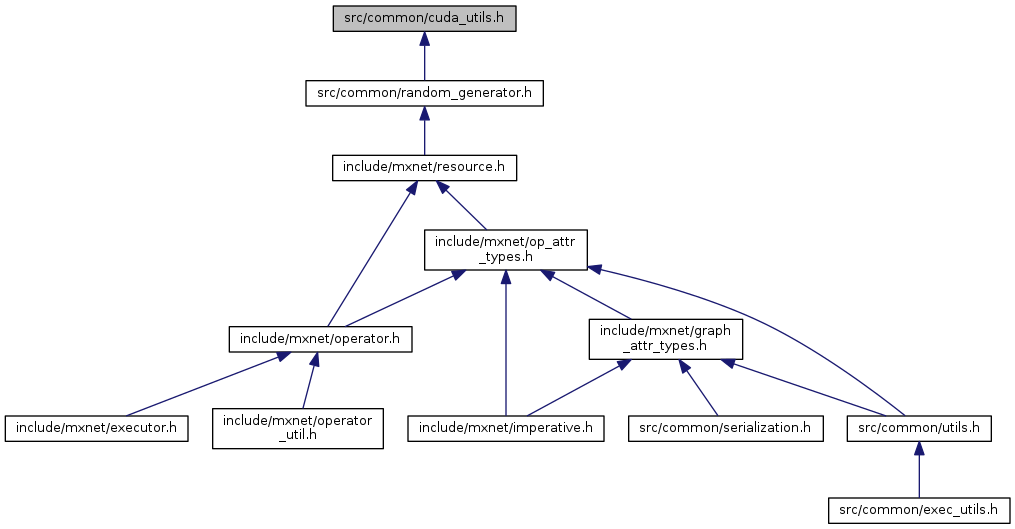 src/common/cuda_utils.h
src/common/random_generator.h
include/mxnet/resource.h
include/mxnet/op_attr
_types.h
include/mxnet/operator.h
include/mxnet/graph
_attr_types.h
include/mxnet/executor.h
include/mxnet/operator
_util.h
include/mxnet/imperative.h
src/common/serialization.h
src/common/utils.h
src/common/exec_utils.h